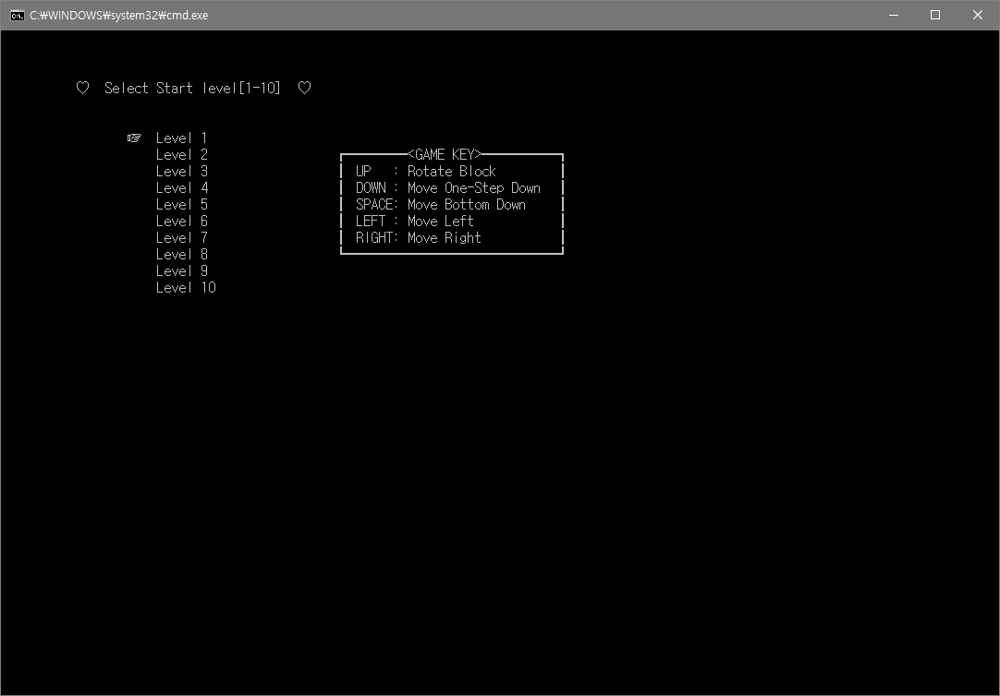 C:₩WINDOWS₩system32₩cmd.exe
♡ Select Start level[1-10] ♡
☞ Level 1
Level 2
Level 3
Level 4
Level 5
Level 6
Level 7
Level 8
Level 9
Level 10
<GAME KEY>
UP : Rotate Block
DOWN : Move One-Step Down
SPACE: Move Bottom Down
LEFT : Move Left
RIGHT: Move Right